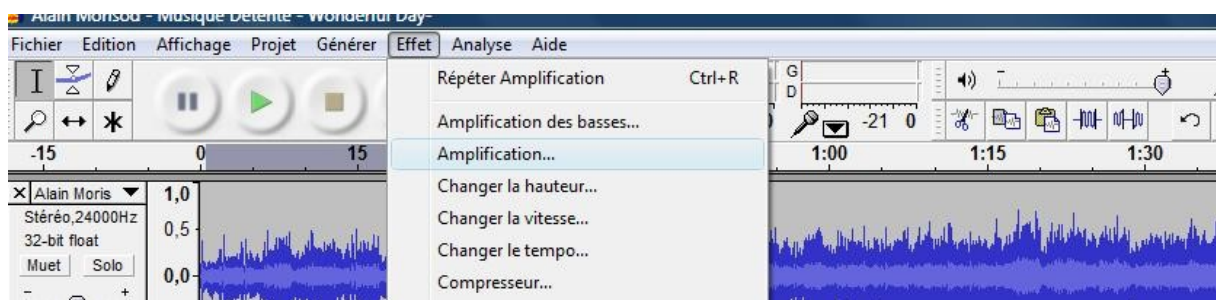 Alain Morisod - Musique Détente - Wonderful Day-
Fichier Edition Affichage Projet Générer Effet Analyse Aide
Répéter Amplification Ctrl+R
G
D
-21 0
Amplification des basses...
-15 0 15 1:00 1:15 1:30
Amplification...
Alain Moris 1,0
Changer la hauteur...
Stéréo,24000Hz
0,5
Changer la vitesse...
32-bit float
Muet Solo
Changer le tempo...
0,0
Compresseur...
- +